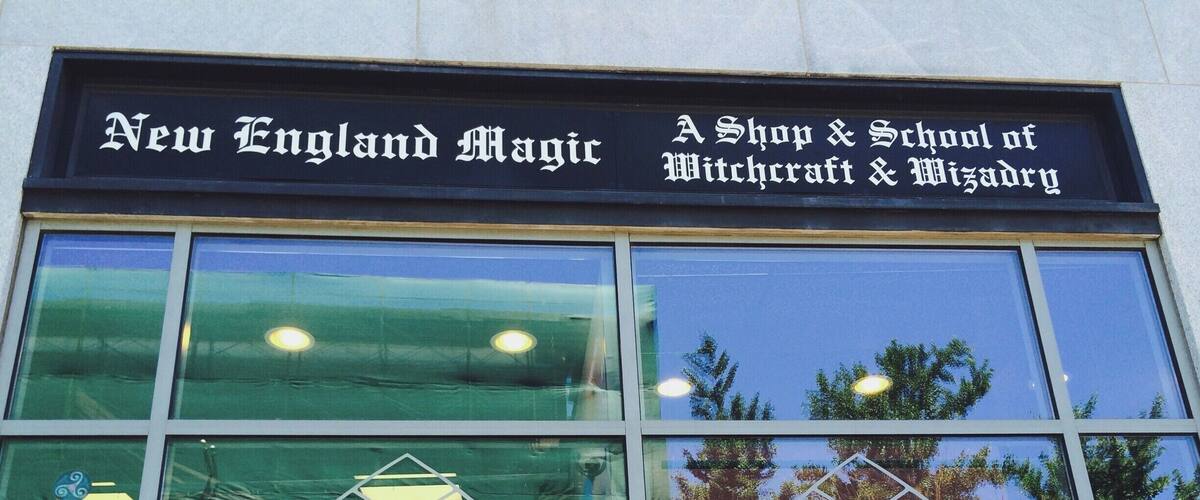 New England Magic
A Shop & School of
Witchcraft & Wizadry